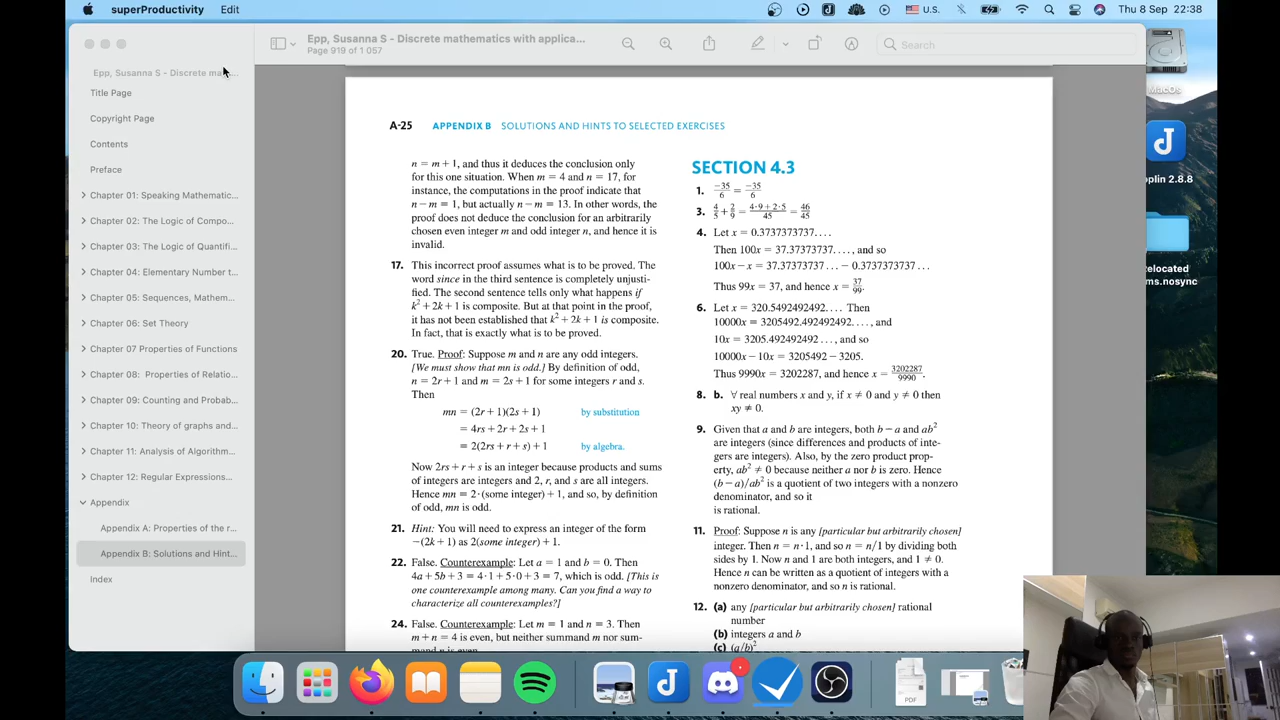 superProductivity Edit
U.S.
Thu 8 Sep 22:38
Epp, Susanna S - Discrete mathematics with applica...
Page 919 of 1 057
Search
Epp, Susanna S - Discrete ma
Title Page
Copyright Page
Contents
Preface
Chapter 01: Speaking Mathematic...
Chapter 02: The Logic of Compo...
Chapter 03: The Logic of Quantifi...
Chapter 04: Elementary Number t...
Chapter 05: Sequences, Mathem...
Chapter 06: Set Theory
Chapter 07 Properties of Functions
Chapter 08: Properties of Relatio...
Chapter 09: Counting and Probab...
Chapter 10: Theory of graphs and...
Chapter 11: Analysis of Algorithm...
Chapter 12: Regular Expressions...
Appendix
Appendix A: Properties of the r...
Appendix B: Solutions and Hint...
Index
A-25 APPENDIX B SOLUTIONS AND HINTS TO SELECTED EXERCISES
n = m + 1, and thus it deduces the conclusion only
for this one situation. When m = 4 and n = 17, for
instance, the computations in the proof indicate that
n − m = 1, but actually n − m = 13. In other words, the
proof does not deduce the conclusion for an arbitrarily
chosen even integer m and odd integer n, and hence it is
invalid.
17. This incorrect proof assumes what is to be proved. The
word since in the third sentence is completely unjusti-
fied. The second sentence tells only what happens if
k² + 2k + 1 is composite. But at that point in the proof,
it has not been established that k² + 2k + 1 is composite.
In fact, that is exactly what is to be proved.
20. True. Proof: Suppose m and n are any odd integers.
[We must show that mn is odd.] By definition of odd,
n = 2r + 1 and m = 2s + 1 for some integers r and s.
Then
mn = (2r + 1)(2s + 1) by substitution
= 4rs + 2r + 2s + 1
= 2(2rs + r + s) + 1 by algebra.
Now 2rs + r + s is an integer because products and sums
of integers are integers and 2, r, and s are all integers.
Hence mn = 2·(some integer) + 1, and so, by definition
of odd, mn is odd.
21. Hint: You will need to express an integer of the form
−(2k + 1) as 2(some integer) + 1.
22. False. Counterexample: Let a = 1 and b = 0. Then
4a + 5b + 3 = 4·1 + 5·0 + 3 = 7, which is odd. [This is
one counterexample among many. Can you find a way to
characterize all counterexamples?]
24. False. Counterexample: Let m = 1 and n = 3. Then
m + n = 4 is even, but neither summand m nor sum-
mand n is even.
SECTION 4.3
1. −35/6 = −35/6
3. 4/5 + 2/9 = 4·9 + 2·5/45 = 46/45
4. Let x = 0.3737373737. . . .
Then 100x = 37.37373737. . . , and so
100x − x = 37.37373737 . . . − 0.3737373737 . . .
Thus 99x = 37, and hence x = 37/99.
6. Let x = 320.5492492492. . . . Then
10000x = 3205492.492492492. . . , and
10x = 3205.492492492 . . . , and so
10000x − 10x = 3205492 − 3205.
Thus 9990x = 3202287, and hence x = 3202287/9990.
8. b. ∀ real numbers x and y, if x ≠ 0 and y ≠ 0 then
xy ≠ 0.
9. Given that a and b are integers, both b − a and ab²
are integers (since differences and products of inte-
gers are integers). Also, by the zero product prop-
erty, ab² ≠ 0 because neither a nor b is zero. Hence
(b − a)/ab² is a quotient of two integers with a nonzero
denominator, and so it
is rational.
11. Proof: Suppose n is any [particular but arbitrarily chosen]
integer. Then n = n·1, and so n = n/1 by dividing both
sides by 1. Now n and 1 are both integers, and 1 ≠ 0.
Hence n can be written as a quotient of integers with a
nonzero denominator, and so n is rational.
12. (a) any [particular but arbitrarily chosen] rational
number
(b) integers a and b
(c) (a/b)²
MacOs
oplin 2.8.8
elocated
ms.nosync
PDF